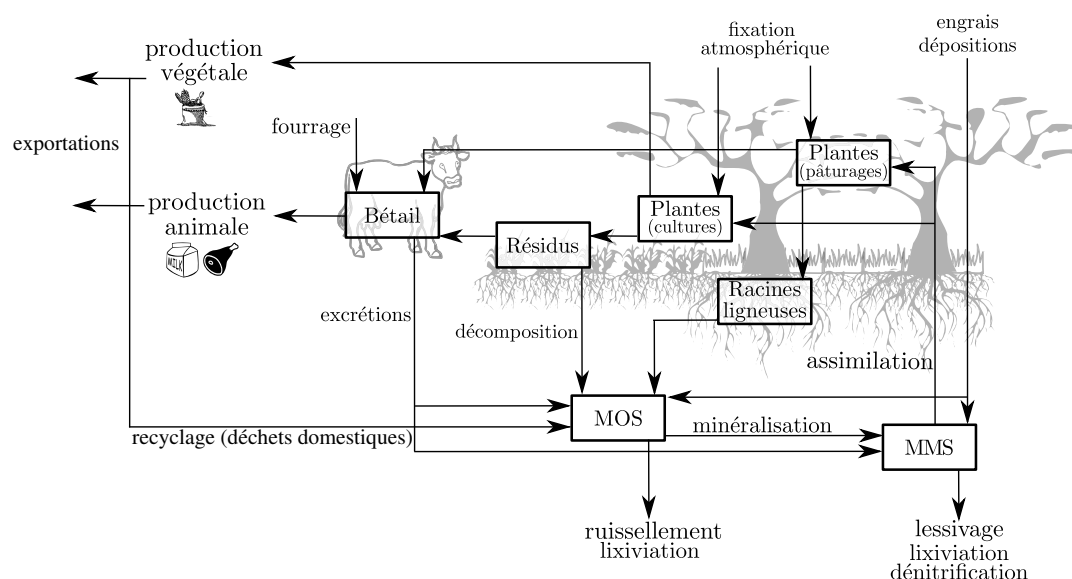 engrais
dépositions
fixation
atmosphérique
production
végétale
fourrage
exportations
Plantes
(pâturages)
production
animale
MILK
Bétail
Plantes
(cultures)
Résidus
Racines
ligneuses
excrétions
décomposition
assimilation
MOS
minéralisation
recyclage (déchets domestiques)
MMS
ruissellement
lixiviation
lessivage
lixiviation
dénitrification